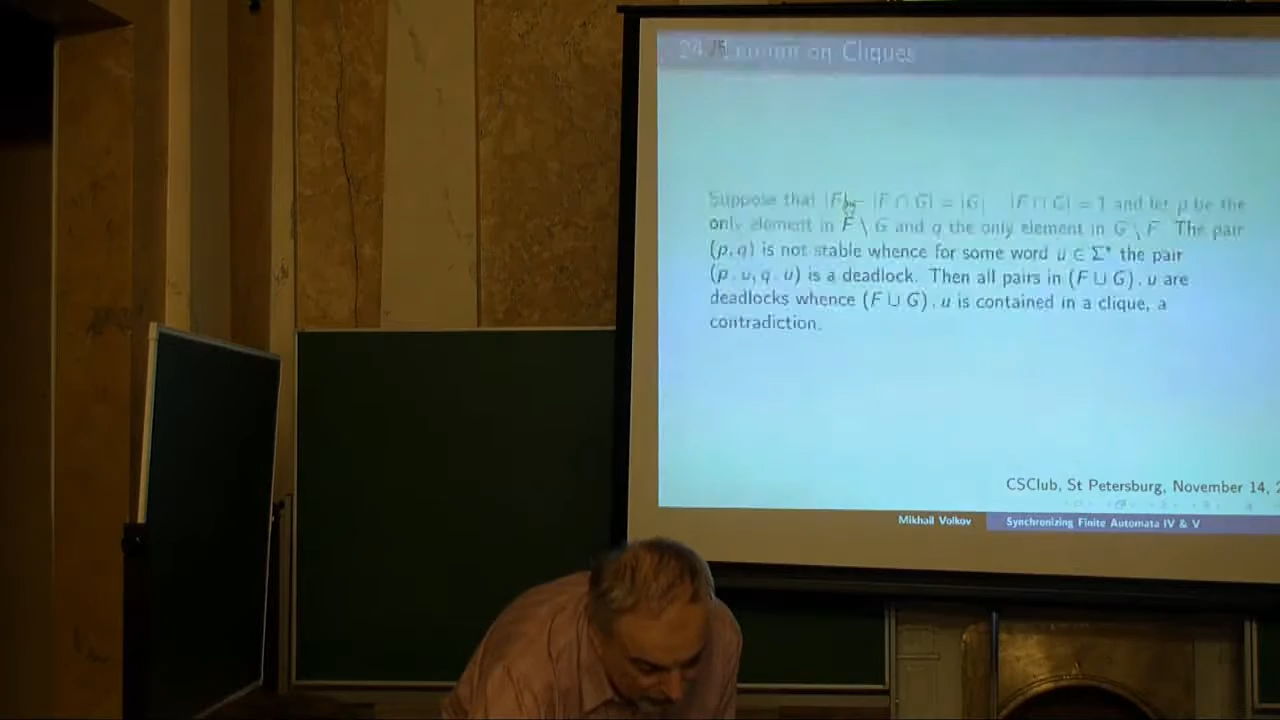 24. on Cliques
Suppose that |F| − |F ∩ G| = |G| − |F ∩ G| = 1 and let p be the
only element in F \ G and q the only element in G \ F. The pair
(p, q) is not stable whence for some word u ∈ Σ* the pair
(p . u, q . u) is a deadlock. Then all pairs in (F ∪ G) . u are
deadlocks whence (F ∪ G) . u is contained in a clique, a
contradiction.
CSClub, St Petersburg, November 14,
Mikhail Volkov
Synchronizing Finite Automata IV & V